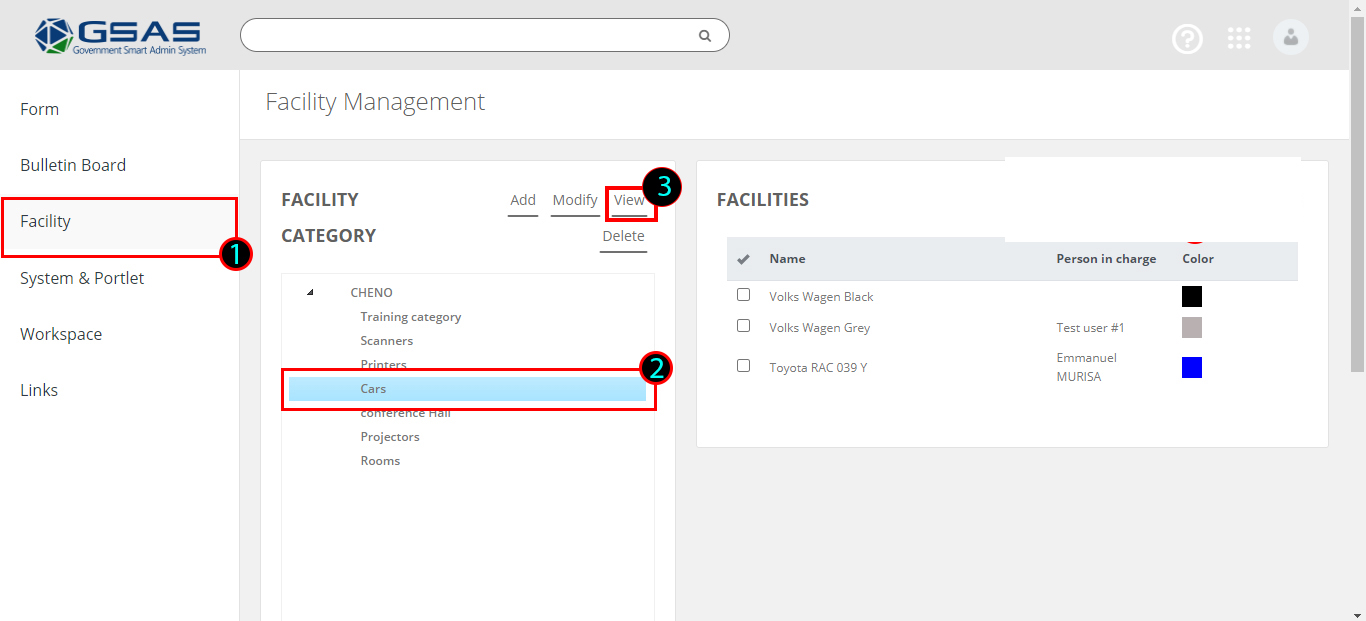 GSAS
Government Smart Admin System
?
Form
Bulletin Board
Facility
1
System & Portlet
Workspace
Links
Facility Management
FACILITY
CATEGORY
Add Modify View
3
Delete
CHENO
Training category
Scanners
Printers
Cars
2
conference Hall
Projectors
Rooms
FACILITIES
Name Person in charge Color
Volks Wagen Black
Volks Wagen Grey Test user #1
Toyota RAC 039 Y Emmanuel
MURISA